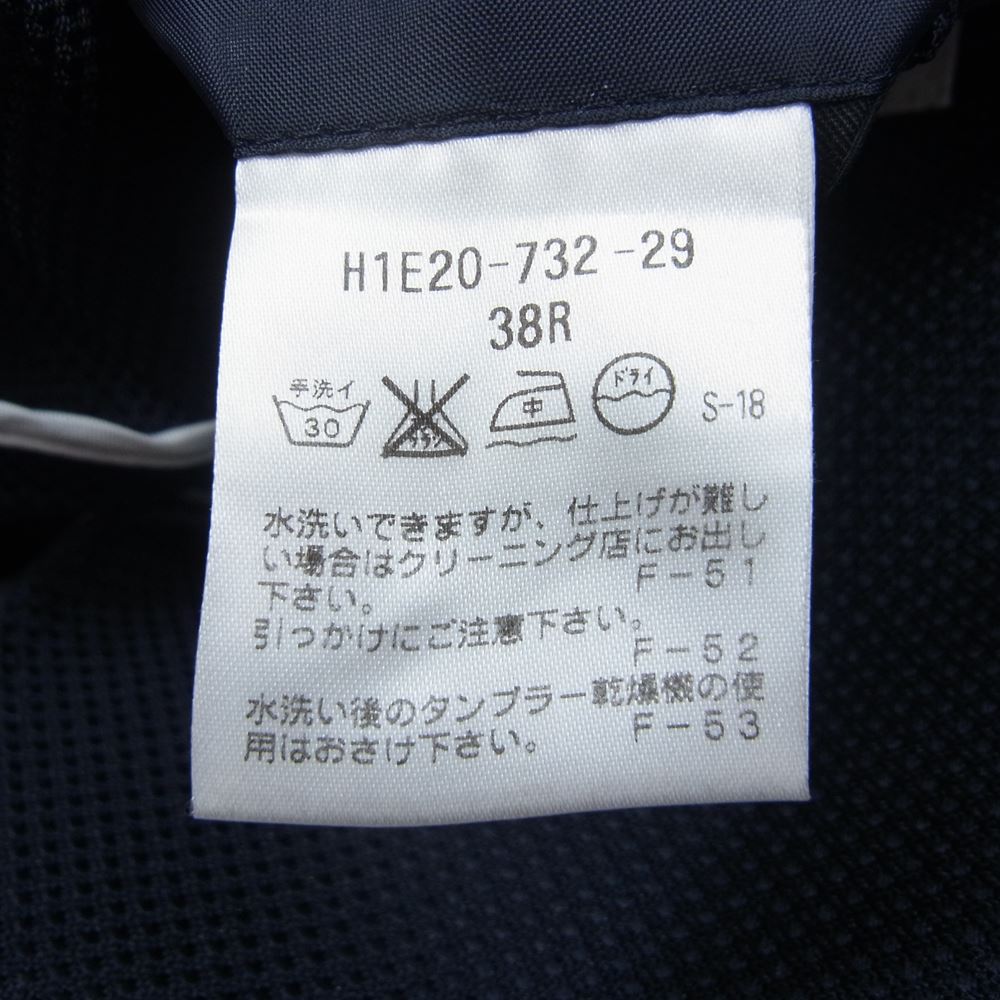 H1E20-732-29
38R
手洗イ
30
中
ドライ
S-18
水洗いできますが、仕上げが難し
い場合はクリーニング店にお出し
下さい。 F-51
引っかけにご注意下さい。
F-52
水洗い後のタンブラー乾燥機の使
用はおさけ下さい。 F-53